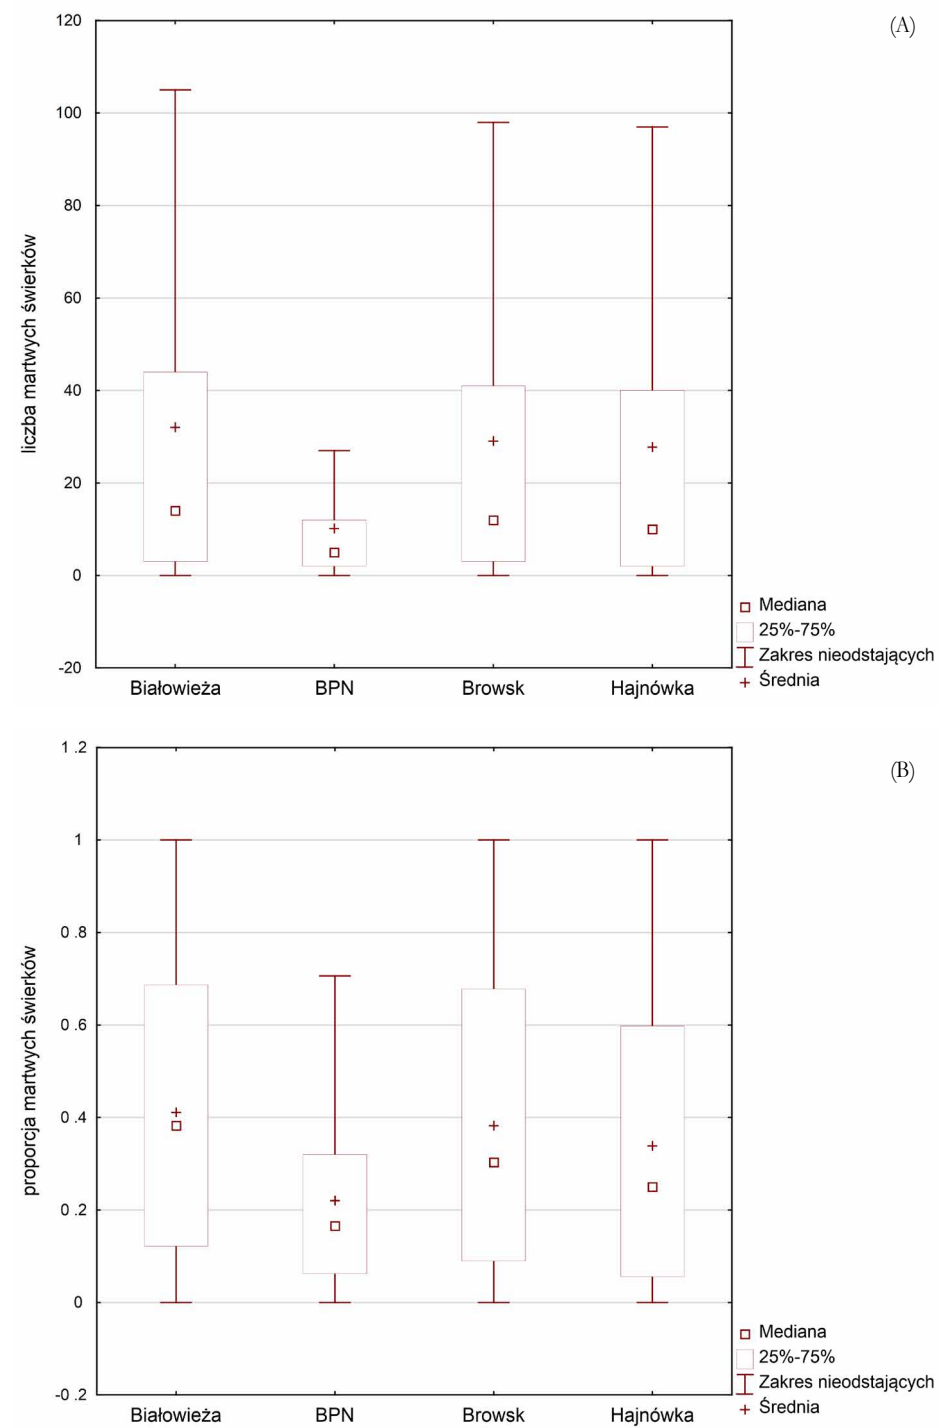 (A)
120
100
80
60
40
20
0
-20
liczba martwych świerków
Białowieża BPN Browsk Hajnówka
Mediana
25%-75%
Zakres nieodstających
Średnia
(B)
1.2
1
0.8
0.6
0.4
0.2
0
-0.2
proporcja martwych świerków
Białowieża BPN Browsk Hajnówka
Mediana
25%-75%
Zakres nieodstających
Średnia